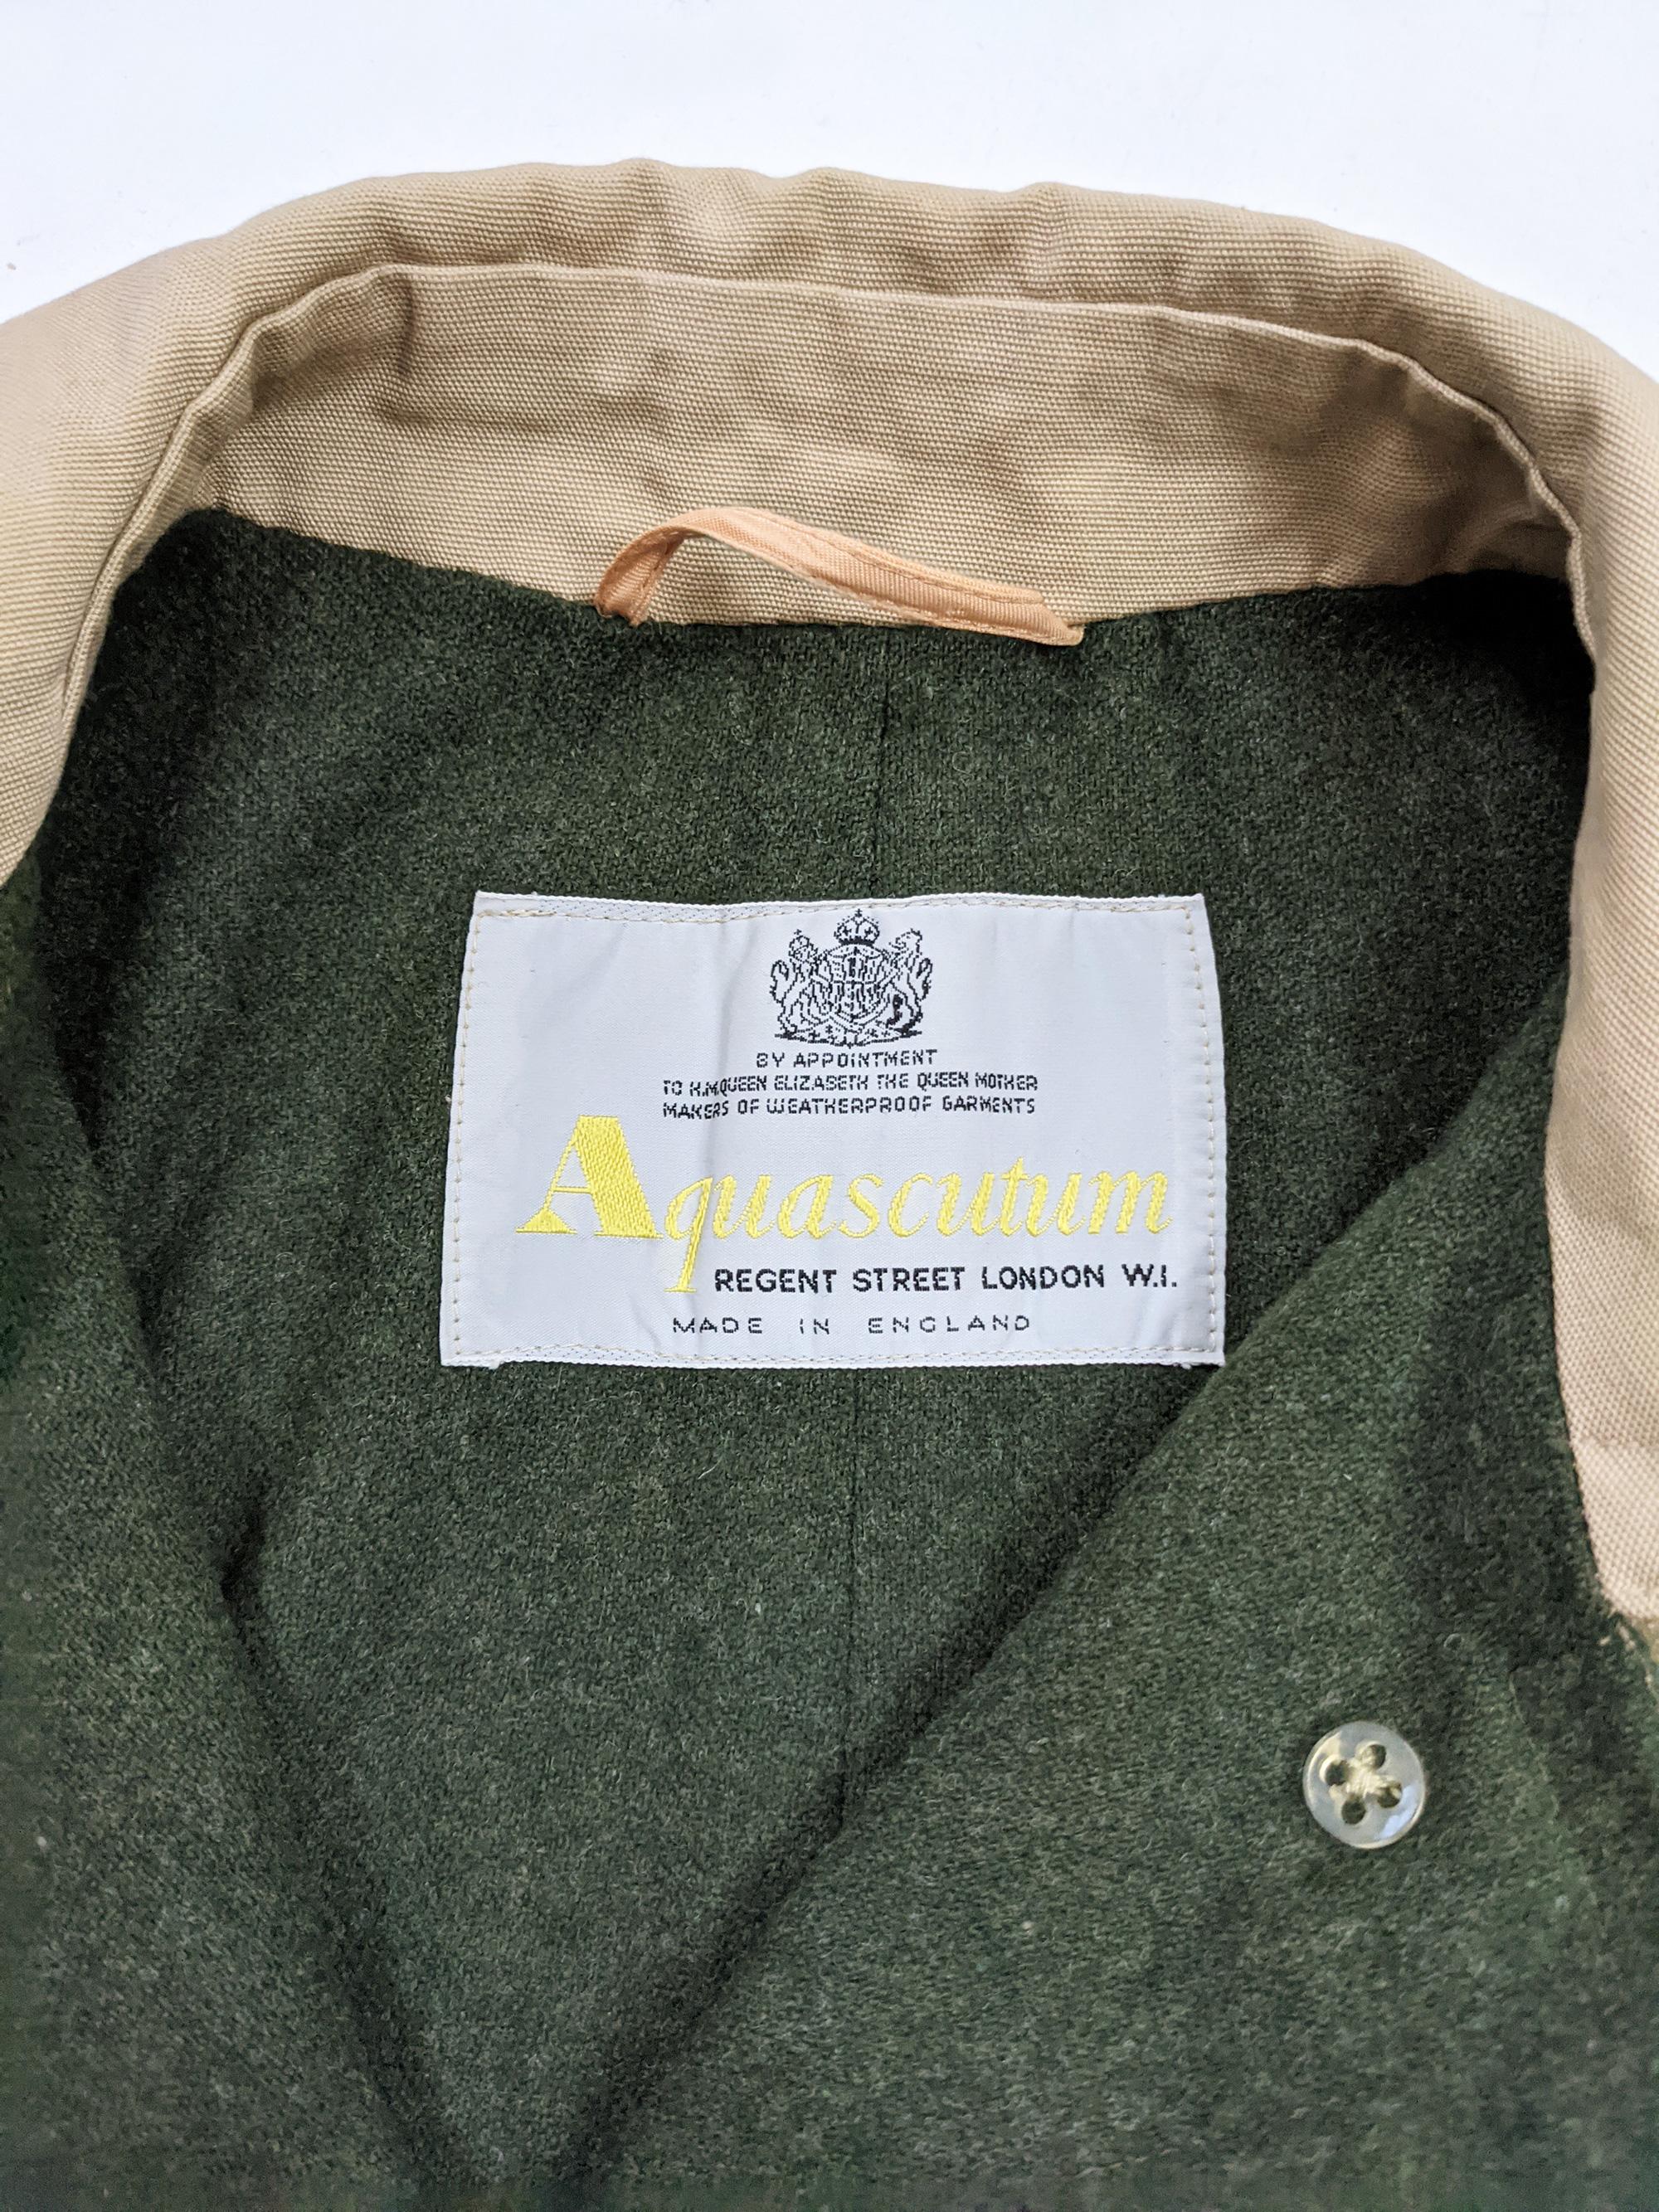 BY APPOINTMENT
TO H.M.QUEEN ELIZABETH THE QUEEN MOTHER
MAKERS OF WEATHERPROOF GARMENTS
Aquascutum
REGENT STREET LONDON W.1.
MADE IN ENGLAND